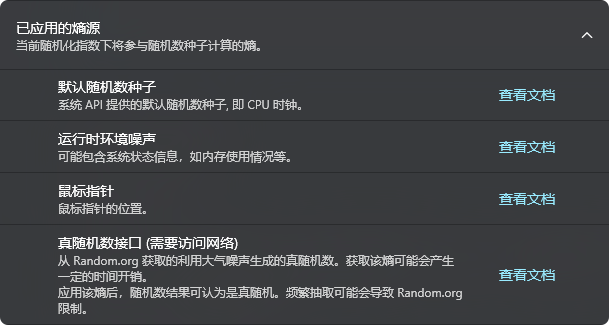 已应用的熵源
当前随机化指数下将参与随机数种子计算的熵。
默认随机数种子
系统 API 提供的默认随机数种子, 即 CPU 时钟。
查看文档
运行时环境噪声
可能包含系统状态信息，如内存使用情况等。
查看文档
鼠标指针
鼠标指针的位置。
查看文档
真随机数接口 (需要访问网络)
从 Random.org 获取的利用大气噪声生成的真随机数。获取该熵可能会产生
一定的时间开销。
应用该熵后，随机数结果可认为是真随机。频繁抽取可能会导致 Random.org
限制。
查看文档